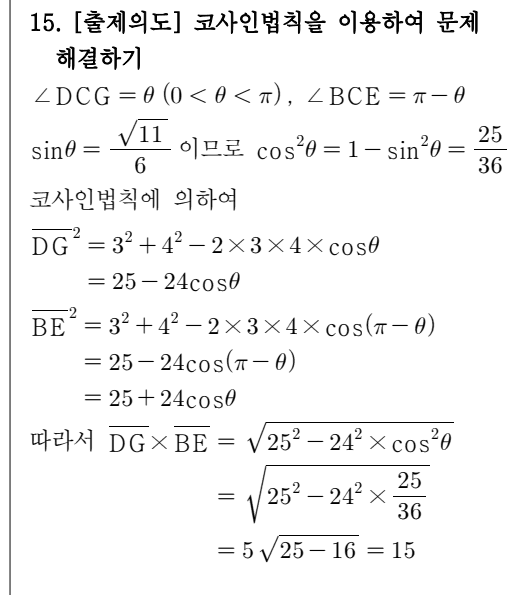 15. [출제의도] 코사인법칙을 이용하여 문제
해결하기
∠DCG = θ (0 < θ < π), ∠BCE = π − θ
sinθ = √11/6 이므로 cos²θ = 1 − sin²θ = 25/36
코사인법칙에 의하여
D̅G̅² = 3² + 4² − 2 × 3 × 4 × cosθ
= 25 − 24cosθ
B̅E̅² = 3² + 4² − 2 × 3 × 4 × cos(π − θ)
= 25 − 24cos(π − θ)
= 25 + 24cosθ
따라서 D̅G̅ × B̅E̅ = √(25² − 24² × cos²θ)
= √(25² − 24² × 25/36)
= 5√(25 − 16) = 15